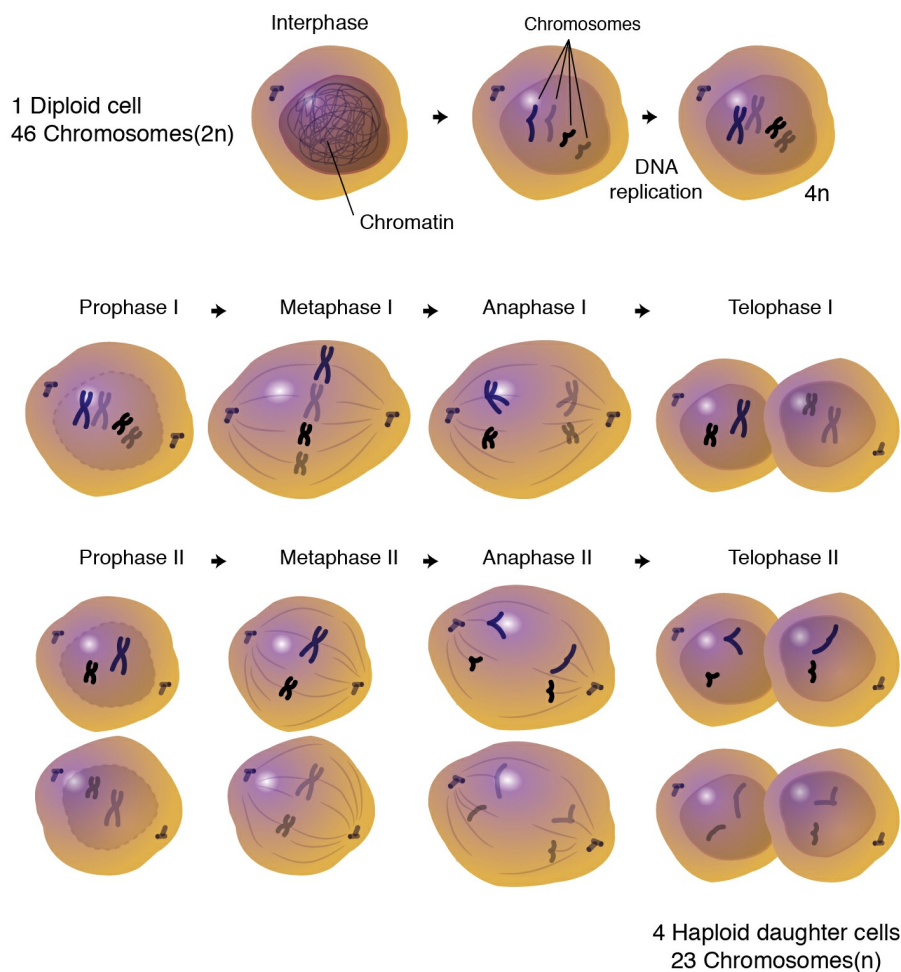 Interphase
Chromosomes
1 Diploid cell
46 Chromosomes(2n)
DNA
replication
4n
Chromatin
Prophase I
Metaphase I
Anaphase I
Telophase I
Prophase II
Metaphase II
Anaphase II
Telophase II
4 Haploid daughter cells
23 Chromosomes(n)